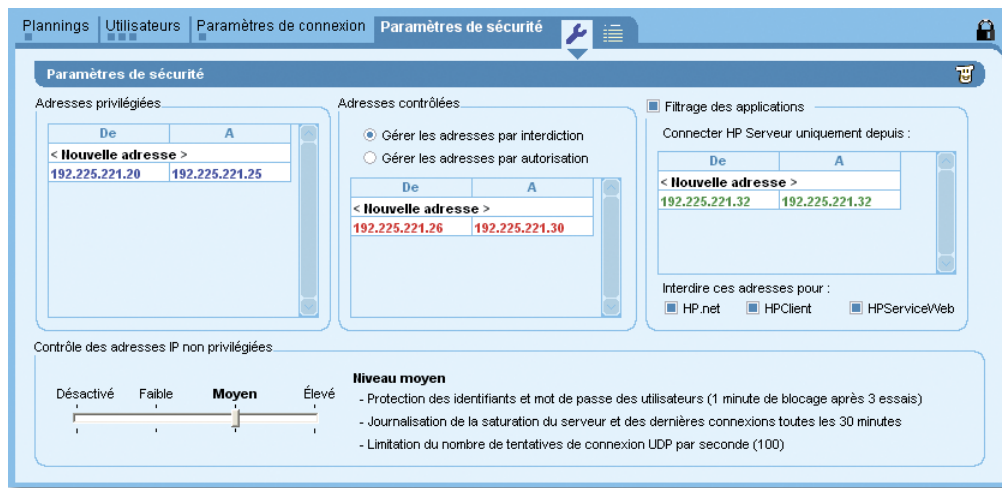 Plannings Utilisateurs Paramètres de connexion Paramètres de sécurité
Paramètres de sécurité
Adresses privilégiées
De A
< Nouvelle adresse >
192.225.221.20 192.225.221.25
Adresses contrôlées
Gérer les adresses par interdiction
Gérer les adresses par autorisation
De A
< Nouvelle adresse >
192.225.221.26 192.225.221.30
Filtrage des applications
Connecter HP Serveur uniquement depuis :
De A
< Nouvelle adresse >
192.225.221.32 192.225.221.32
Interdire ces adresses pour :
HP.net HPClient HPServiceWeb
Contrôle des adresses IP non privilégiées
Désactivé Faible Moyen Élevé
Niveau moyen
- Protection des identifiants et mot de passe des utilisateurs (1 minute de blocage après 3 essais)
- Journalisation de la saturation du serveur et des dernières connexions toutes les 30 minutes
- Limitation du nombre de tentatives de connexion UDP par seconde (100)